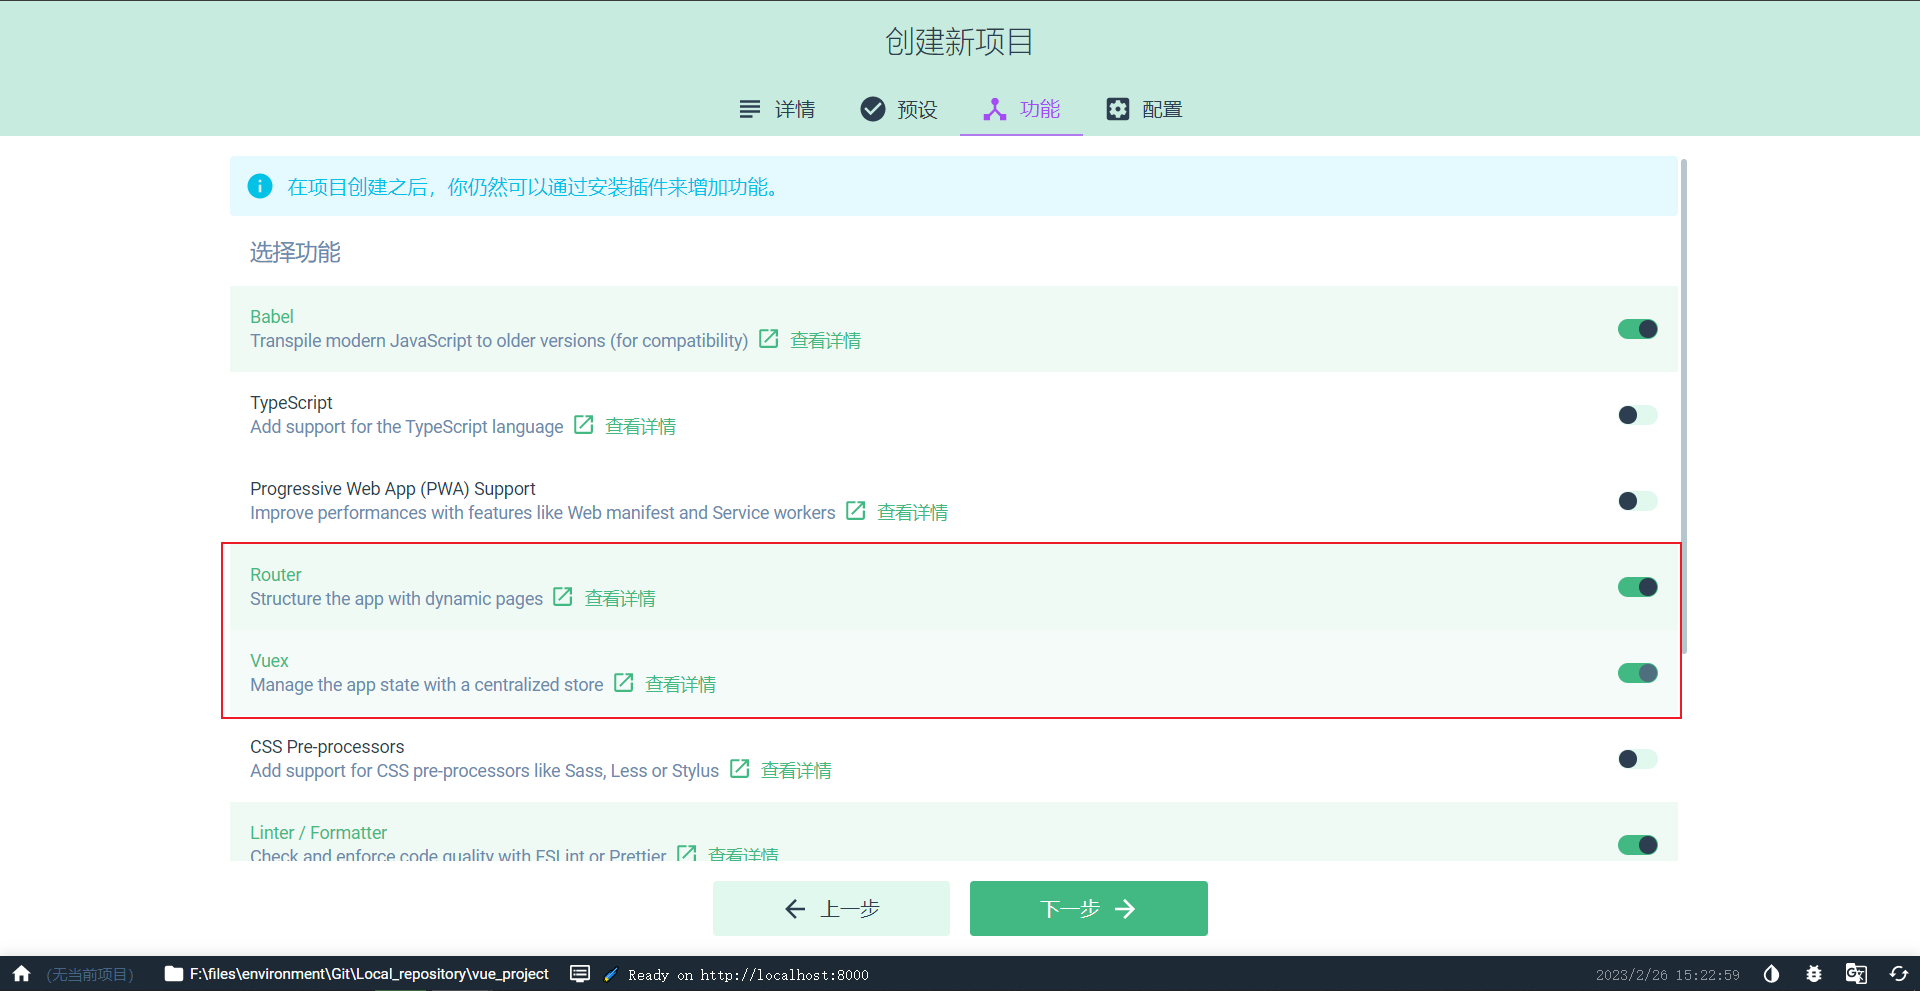 创建新项目
详情 预设 功能 配置
在项目创建之后，你仍然可以通过安装插件来增加功能。
选择功能
Babel
Transpile modern JavaScript to older versions (for compatibility) 查看详情
TypeScript
Add support for the TypeScript language 查看详情
Progressive Web App (PWA) Support
Improve performances with features like Web manifest and Service workers 查看详情
Router
Structure the app with dynamic pages 查看详情
Vuex
Manage the app state with a centralized store 查看详情
CSS Pre-processors
Add support for CSS pre-processors like Sass, Less or Stylus 查看详情
Linter / Formatter
Check and enforce code quality with ESLint or Prettier 查看详情
上一步 下一步
(无当前项目) F:\files\environment\Git\Local_repository\vue_project Ready on http://localhost:8000 2023/2/26 15:22:59